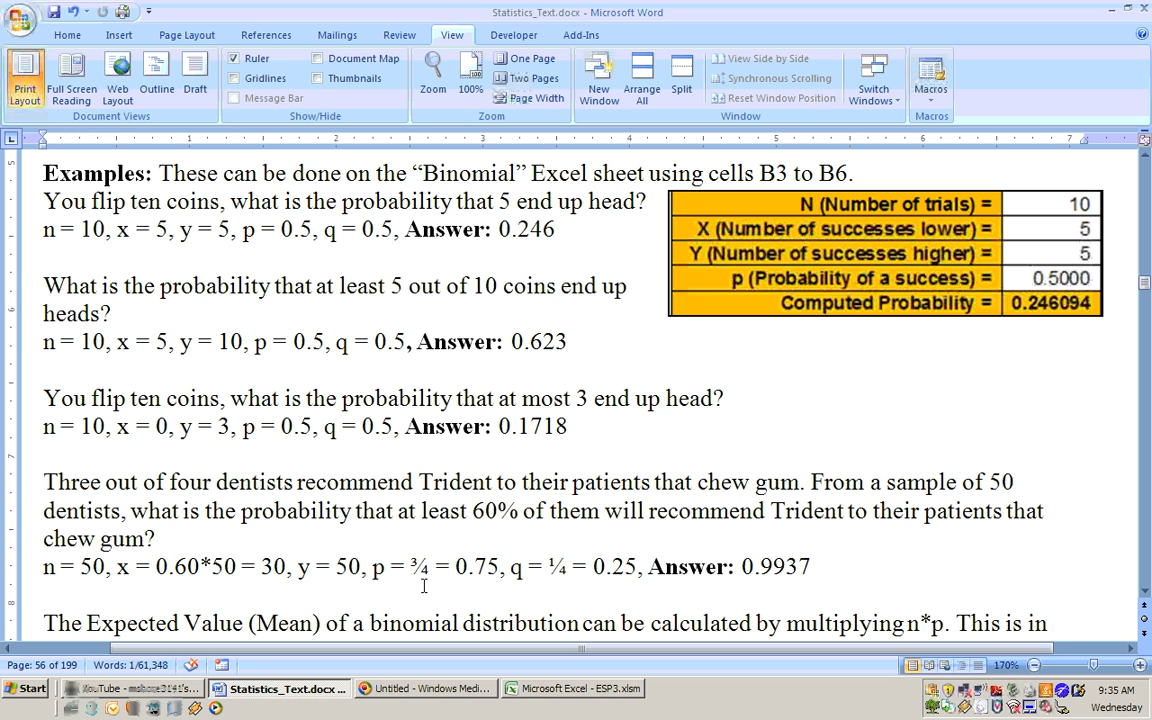 Statistics_Text.docx - Microsoft Word
Home Insert Page Layout References Mailings Review View Developer Add-Ins
Print Layout
Full Screen Reading
Web Layout
Outline
Draft
Document Views
Ruler
Gridlines
Message Bar
Document Map
Thumbnails
Show/Hide
Zoom
100%
One Page
Two Pages
Page Width
Zoom
New Window
Arrange All
Split
View Side by Side
Synchronous Scrolling
Reset Window Position
Switch Windows
Window
Macros
Macros
1 2 3 4 5 6 7
Examples: These can be done on the “Binomial” Excel sheet using cells B3 to B6.
You flip ten coins, what is the probability that 5 end up head?
n = 10, x = 5, y = 5, p = 0.5, q = 0.5, Answer: 0.246
N (Number of trials) = 10
X (Number of successes lower) = 5
Y (Number of successes higher) = 5
p (Probability of a success) = 0.5000
Computed Probability = 0.246094
What is the probability that at least 5 out of 10 coins end up
heads?
n = 10, x = 5, y = 10, p = 0.5, q = 0.5, Answer: 0.623
You flip ten coins, what is the probability that at most 3 end up head?
n = 10, x = 0, y = 3, p = 0.5, q = 0.5, Answer: 0.1718
Three out of four dentists recommend Trident to their patients that chew gum. From a sample of 50
dentists, what is the probability that at least 60% of them will recommend Trident to their patients that
chew gum?
n = 50, x = 0.60*50 = 30, y = 50, p = ¾ = 0.75, q = ¼ = 0.25, Answer: 0.9937
The Expected Value (Mean) of a binomial distribution can be calculated by multiplying n*p. This is in
Page: 56 of 199 Words: 1/61,348 170%
Start
YouTube - mshore3141's...
Statistics_Text.docx ...
Untitled - Windows Medi...
Microsoft Excel - ESP3.xlsm
9:35 AM
Wednesday